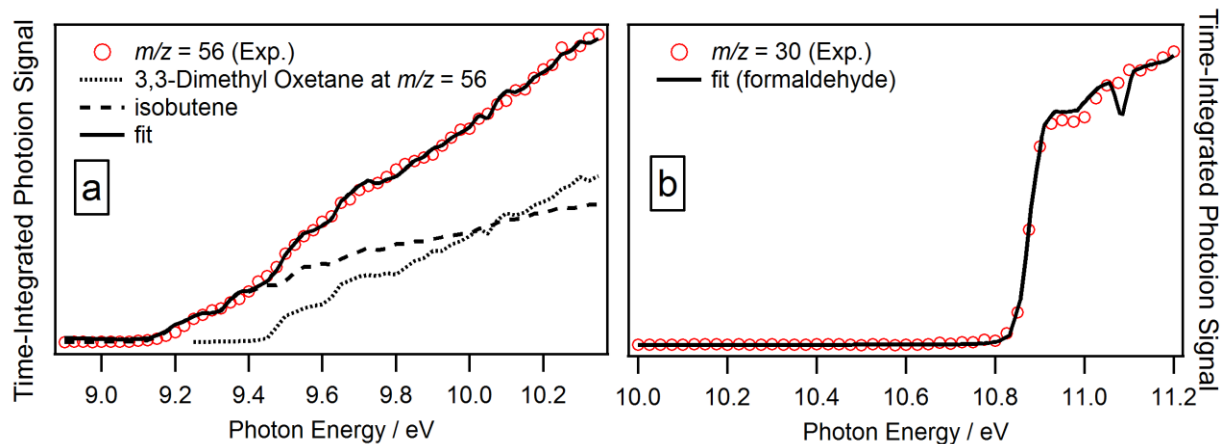 Time-Integrated Photoion Signal
m/z = 56 (Exp.)
3,3-Dimethyl Oxetane at m/z = 56
isobutene
fit
a
9.0 9.2 9.4 9.6 9.8 10.0 10.2
Photon Energy / eV
m/z = 30 (Exp.)
fit (formaldehyde)
b
10.0 10.2 10.4 10.6 10.8 11.0 11.2
Photon Energy / eV
Time-Integrated Photoion Signal